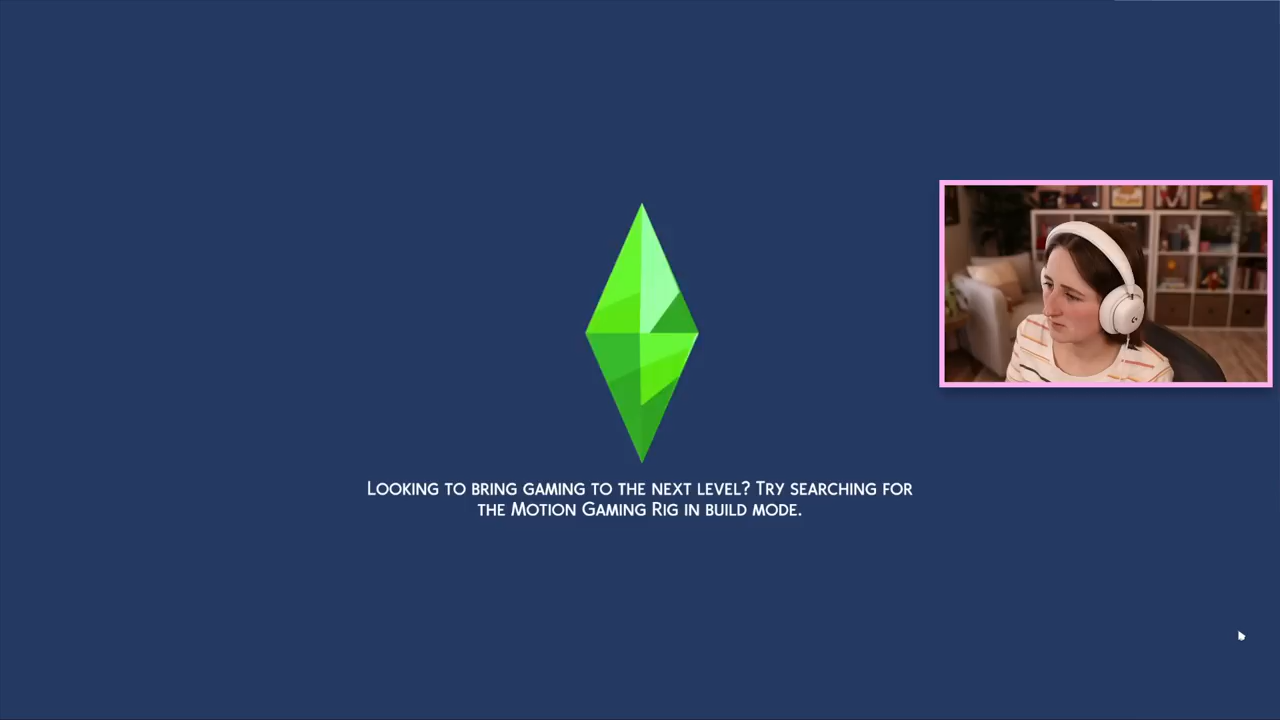 Looking to bring gaming to the next level? Try searching for
the Motion Gaming Rig in build mode.